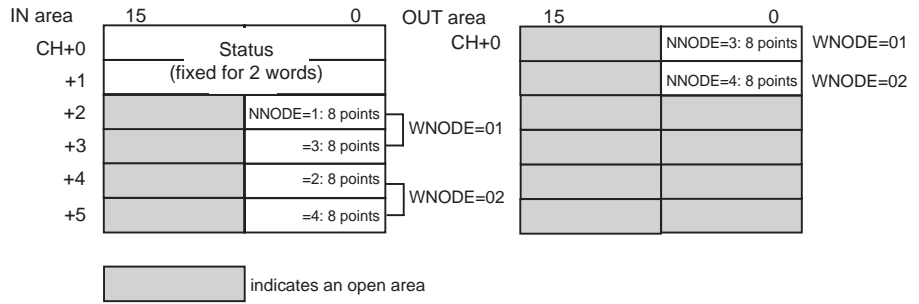 IN area 15 0 OUT area 15 0
CH+0 Status CH+0 NNODE=3: 8 points WNODE=01
+1 (fixed for 2 words) NNODE=4: 8 points WNODE=02
+2 NNODE=1: 8 points
WNODE=01
+3 =3: 8 points
+4 =2: 8 points
WNODE=02
+5 =4: 8 points
indicates an open area